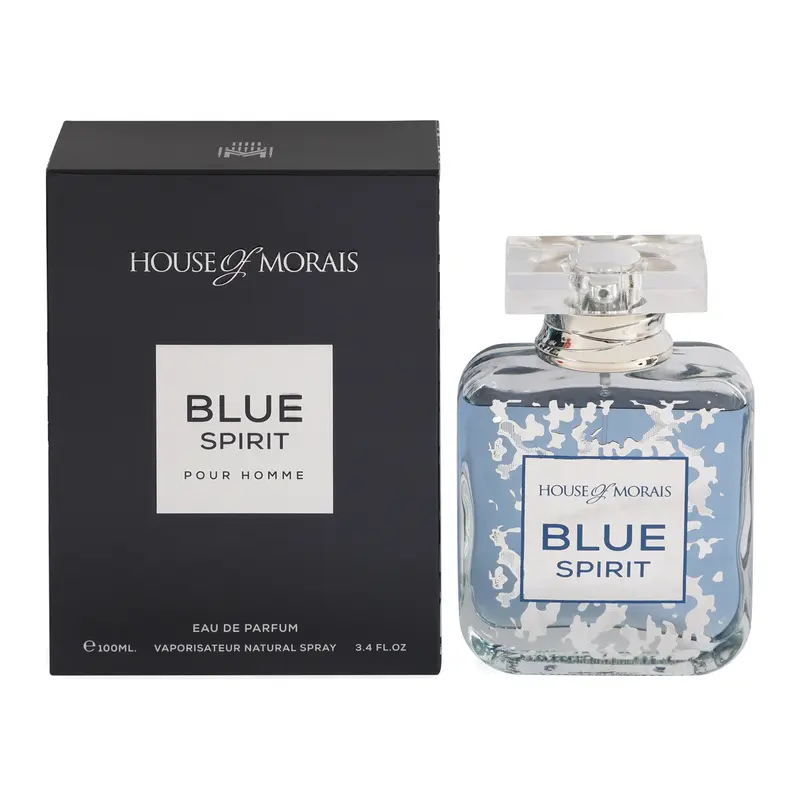 HOUSE of MORAIS
BLUE
SPIRIT
POUR HOMME
EAU DE PARFUM
℮100ML. VAPORISATEUR NATURAL SPRAY 3.4 FL.OZ
HOUSE of MORAIS
BLUE
SPIRIT